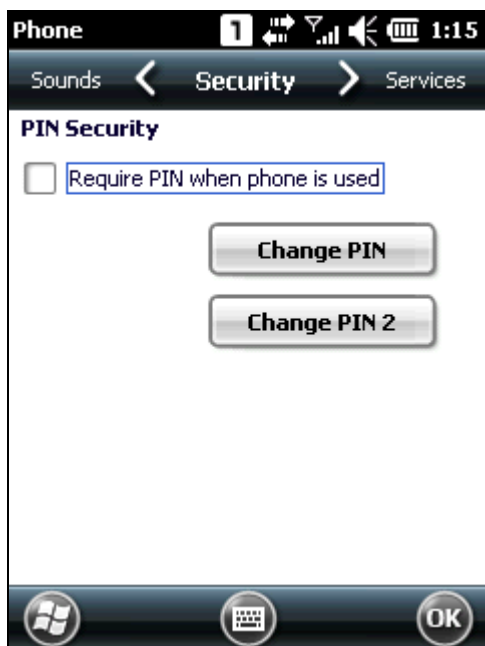 Phone 1 1:15
Sounds Security Services
PIN Security
Require PIN when phone is used
Change PIN
Change PIN 2
OK